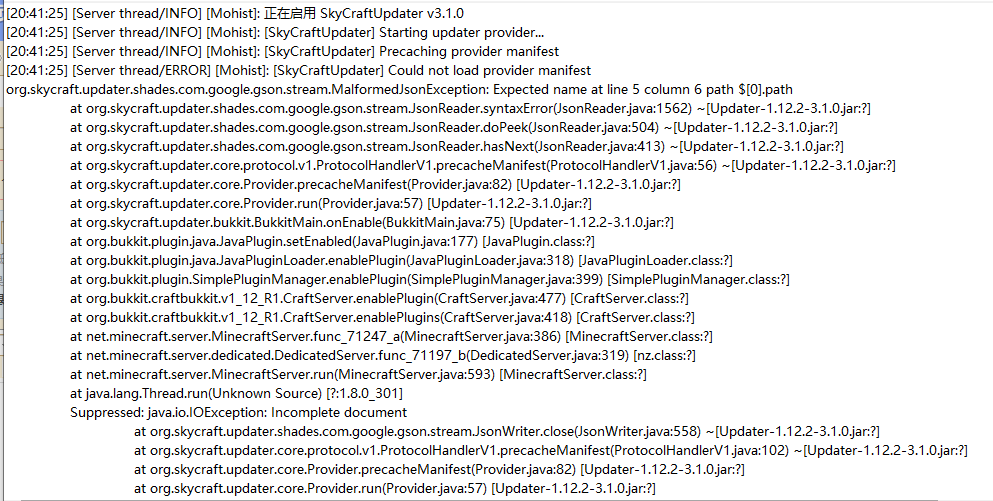 [20:41:25] [Server thread/INFO] [Mohist]: 正在启用 SkyCraftUpdater v3.1.0
[20:41:25] [Server thread/INFO] [Mohist]: [SkyCraftUpdater] Starting updater provider...
[20:41:25] [Server thread/INFO] [Mohist]: [SkyCraftUpdater] Precaching provider manifest
[20:41:25] [Server thread/ERROR] [Mohist]: [SkyCraftUpdater] Could not load provider manifest
org.skycraft.updater.shades.com.google.gson.stream.MalformedJsonException: Expected name at line 5 column 6 path $[0].path
at org.skycraft.updater.shades.com.google.gson.stream.JsonReader.syntaxError(JsonReader.java:1562) ~[Updater-1.12.2-3.1.0.jar:?]
at org.skycraft.updater.shades.com.google.gson.stream.JsonReader.doPeek(JsonReader.java:504) ~[Updater-1.12.2-3.1.0.jar:?]
at org.skycraft.updater.shades.com.google.gson.stream.JsonReader.hasNext(JsonReader.java:413) ~[Updater-1.12.2-3.1.0.jar:?]
at org.skycraft.updater.core.protocol.v1.ProtocolHandlerV1.precacheManifest(ProtocolHandlerV1.java:56) ~[Updater-1.12.2-3.1.0.jar:?]
at org.skycraft.updater.core.Provider.precacheManifest(Provider.java:82) [Updater-1.12.2-3.1.0.jar:?]
at org.skycraft.updater.core.Provider.run(Provider.java:57) [Updater-1.12.2-3.1.0.jar:?]
at org.skycraft.updater.bukkit.BukkitMain.onEnable(BukkitMain.java:75) [Updater-1.12.2-3.1.0.jar:?]
at org.bukkit.plugin.java.JavaPlugin.setEnabled(JavaPlugin.java:177) [JavaPlugin.class:?]
at org.bukkit.plugin.java.JavaPluginLoader.enablePlugin(JavaPluginLoader.java:318) [JavaPluginLoader.class:?]
at org.bukkit.plugin.SimplePluginManager.enablePlugin(SimplePluginManager.java:399) [SimplePluginManager.class:?]
at org.bukkit.craftbukkit.v1_12_R1.CraftServer.enablePlugin(CraftServer.java:477) [CraftServer.class:?]
at org.bukkit.craftbukkit.v1_12_R1.CraftServer.enablePlugins(CraftServer.java:418) [CraftServer.class:?]
at net.minecraft.server.MinecraftServer.func_71247_a(MinecraftServer.java:386) [MinecraftServer.class:?]
at net.minecraft.server.dedicated.DedicatedServer.func_71197_b(DedicatedServer.java:319) [nz.class:?]
at net.minecraft.server.MinecraftServer.run(MinecraftServer.java:593) [MinecraftServer.class:?]
at java.lang.Thread.run(Unknown Source) [?:1.8.0_301]
Suppressed: java.io.IOException: Incomplete document
at org.skycraft.updater.shades.com.google.gson.stream.JsonWriter.close(JsonWriter.java:558) ~[Updater-1.12.2-3.1.0.jar:?]
at org.skycraft.updater.core.protocol.v1.ProtocolHandlerV1.precacheManifest(ProtocolHandlerV1.java:102) ~[Updater-1.12.2-3.1.0.jar:?]
at org.skycraft.updater.core.Provider.precacheManifest(Provider.java:82) [Updater-1.12.2-3.1.0.jar:?]
at org.skycraft.updater.core.Provider.run(Provider.java:57) [Updater-1.12.2-3.1.0.jar:?]